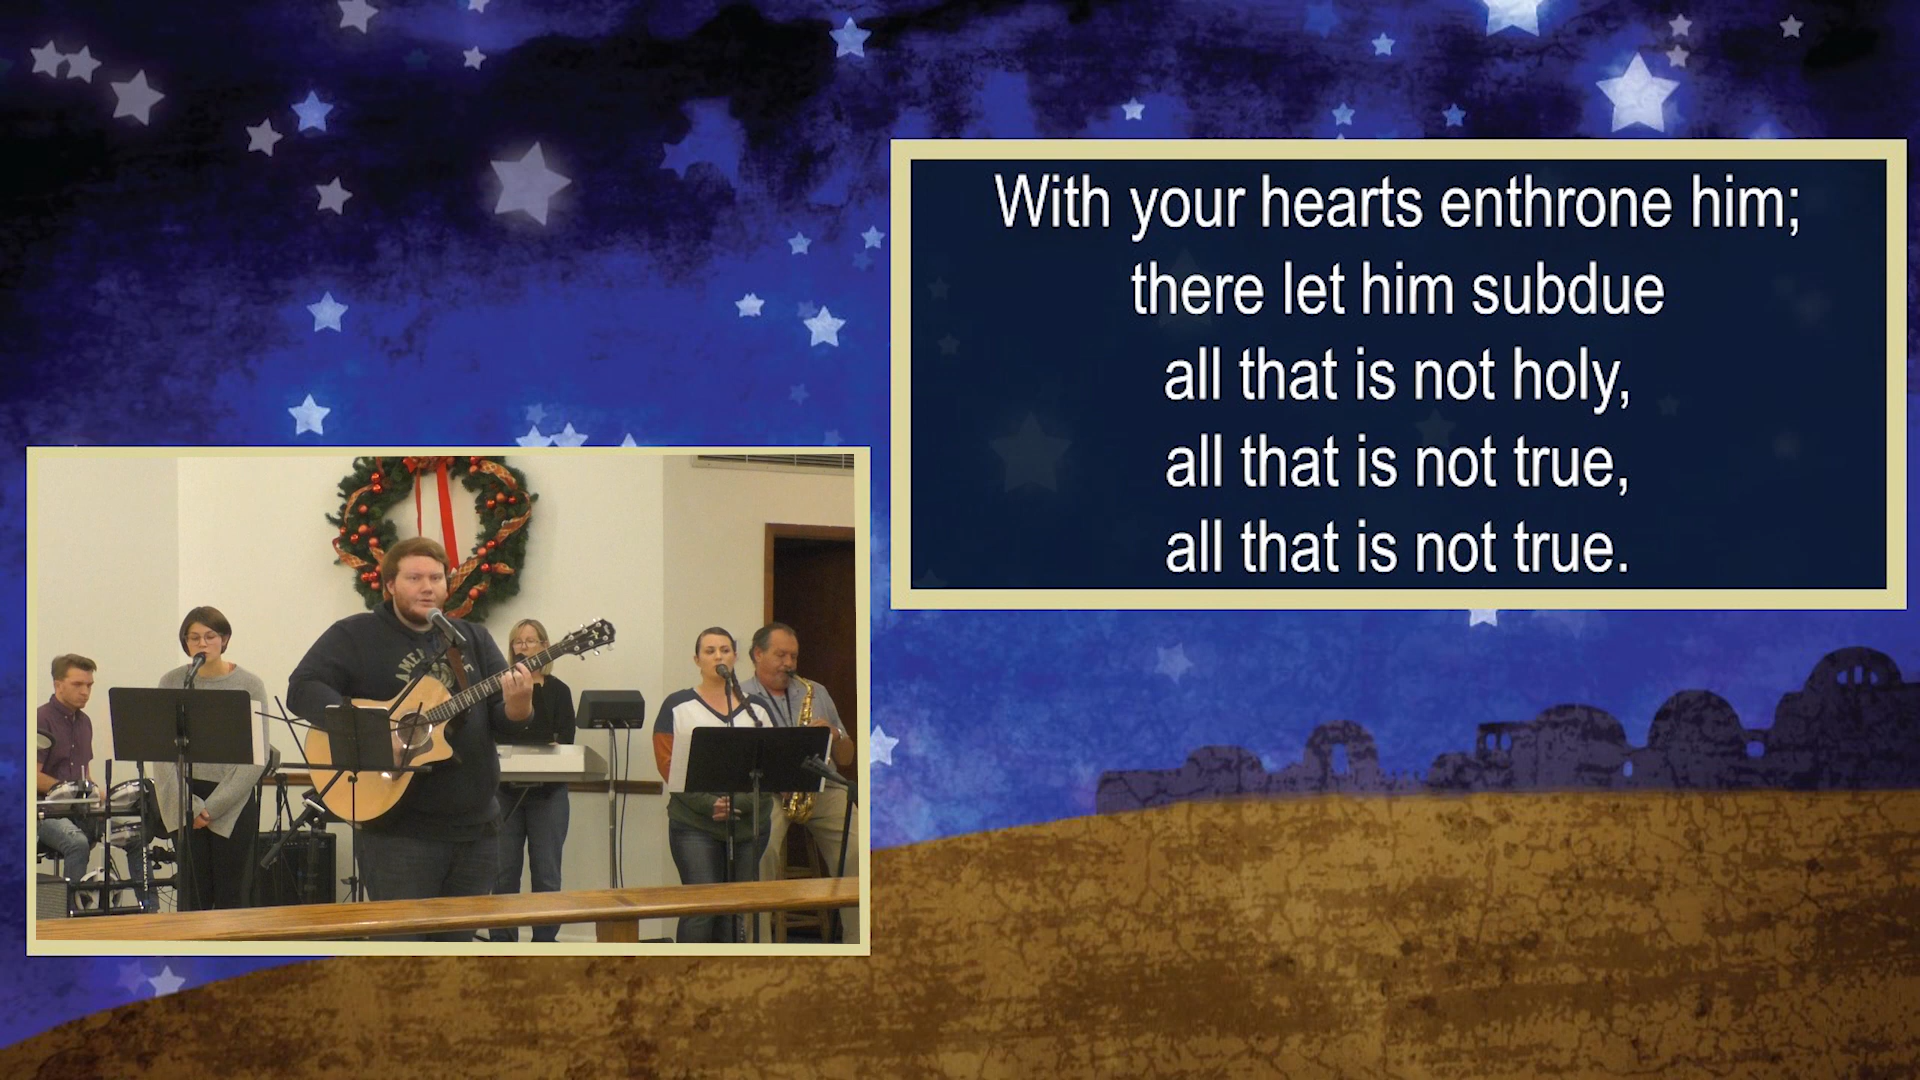 With your hearts enthrone him;
there let him subdue
all that is not holy,
all that is not true,
all that is not true.